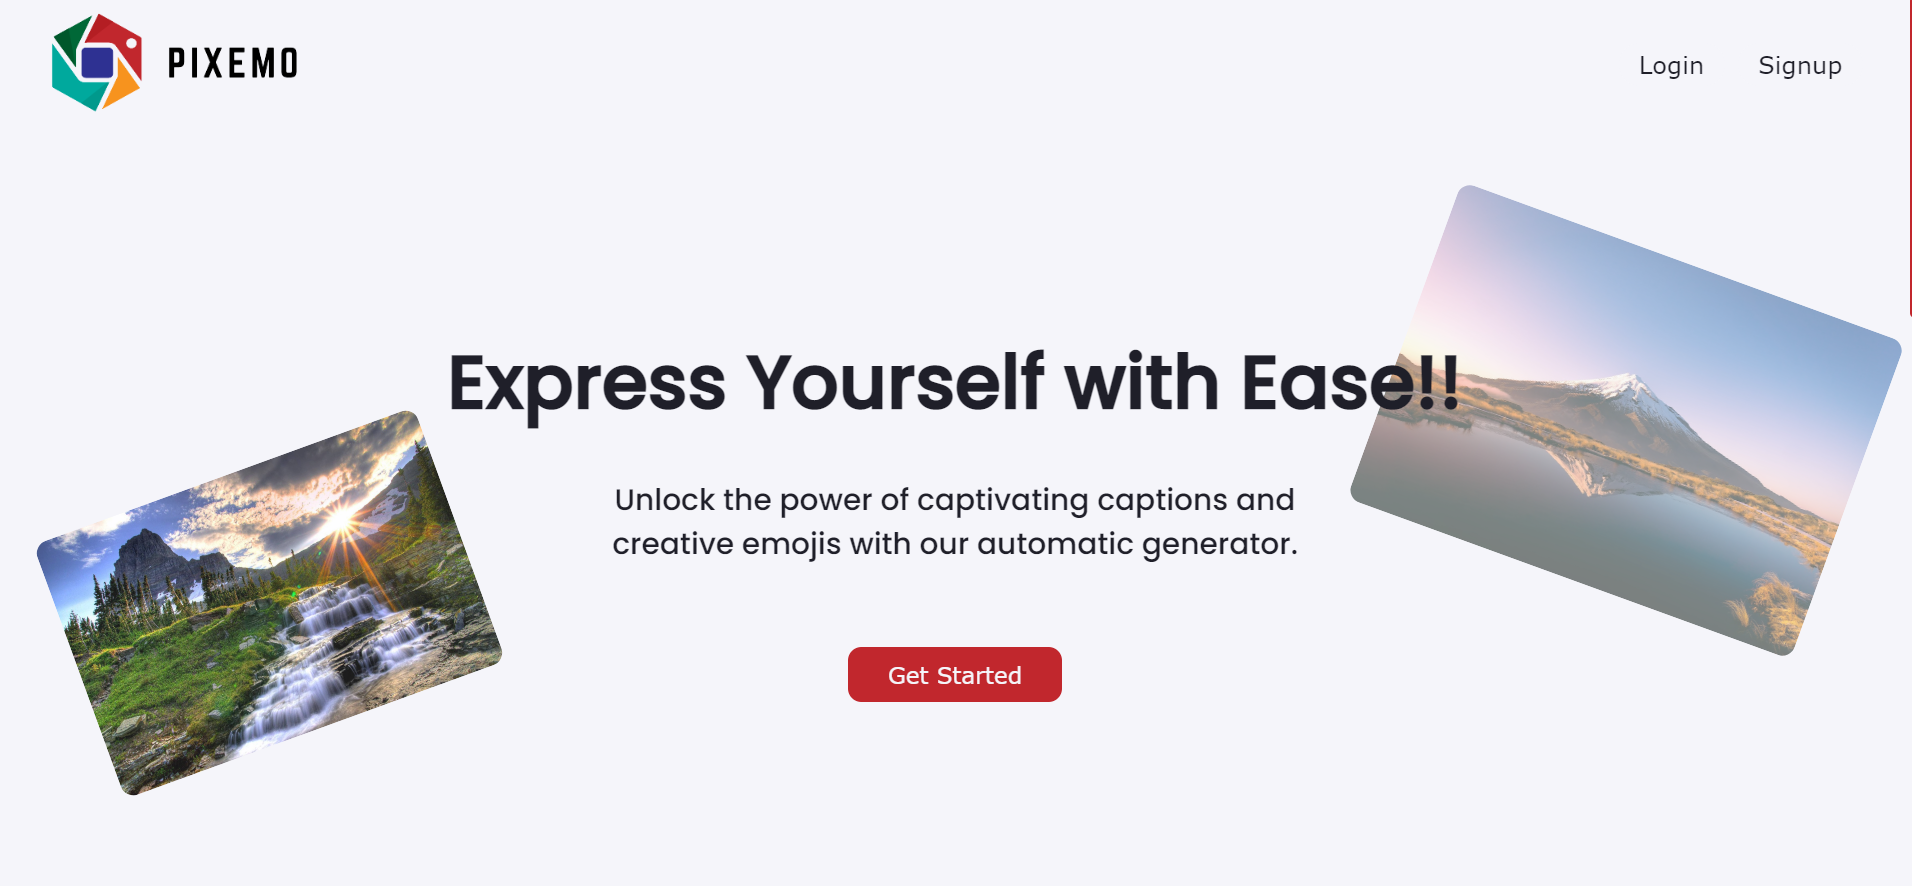 PIXEMO
Login
Signup
Express Yourself with Ease!!
Unlock the power of captivating captions and
creative emojis with our automatic generator.
Get Started